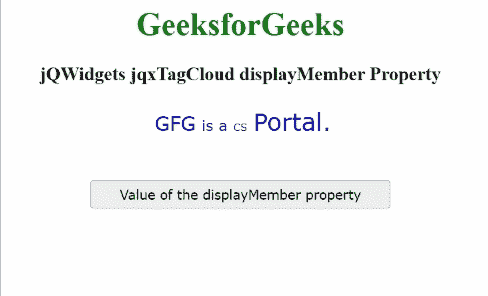 GeeksforGeeks
jQWidgets jqxTagCloud displayMember Property
GFG is a cs Portal.
Value of the displayMember property